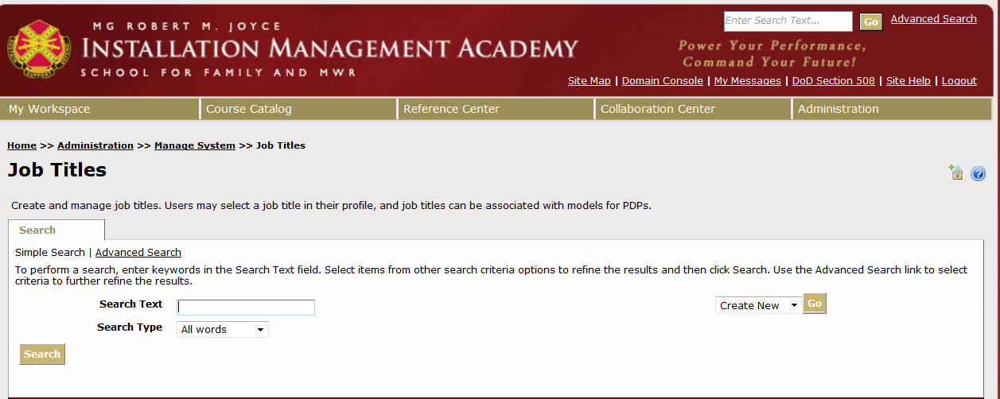 MG ROBERT M. JOYCE
INSTALLATION MANAGEMENT ACADEMY
SCHOOL FOR FAMILY AND MWR
Enter Search Text...
Go
Advanced Search
Power Your Performance,
Command Your Future!
Site Map | Domain Console | My Messages | DoD Section 508 | Site Help | Logout
My Workspace
Course Catalog
Reference Center
Collaboration Center
Administration
Home >> Administration >> Manage System >> Job Titles
Job Titles
Create and manage job titles. Users may select a job title in their profile, and job titles can be associated with models for PDPs.
Search
Simple Search | Advanced Search
To perform a search, enter keywords in the Search Text field. Select items from other search criteria options to refine the results and then click Search. Use the Advanced Search link to select
criteria to further refine the results.
Search Text
Create New
Go
Search Type
All words
Search